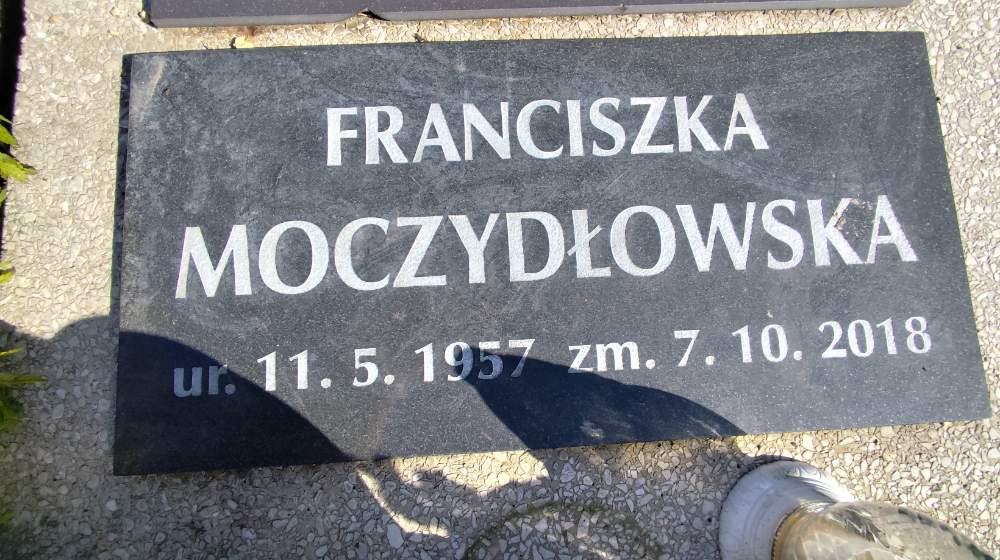 FRANCISZKA
MOCZYDŁOWSKA
ur. 11. 5. 1957 zm. 7. 10. 2018